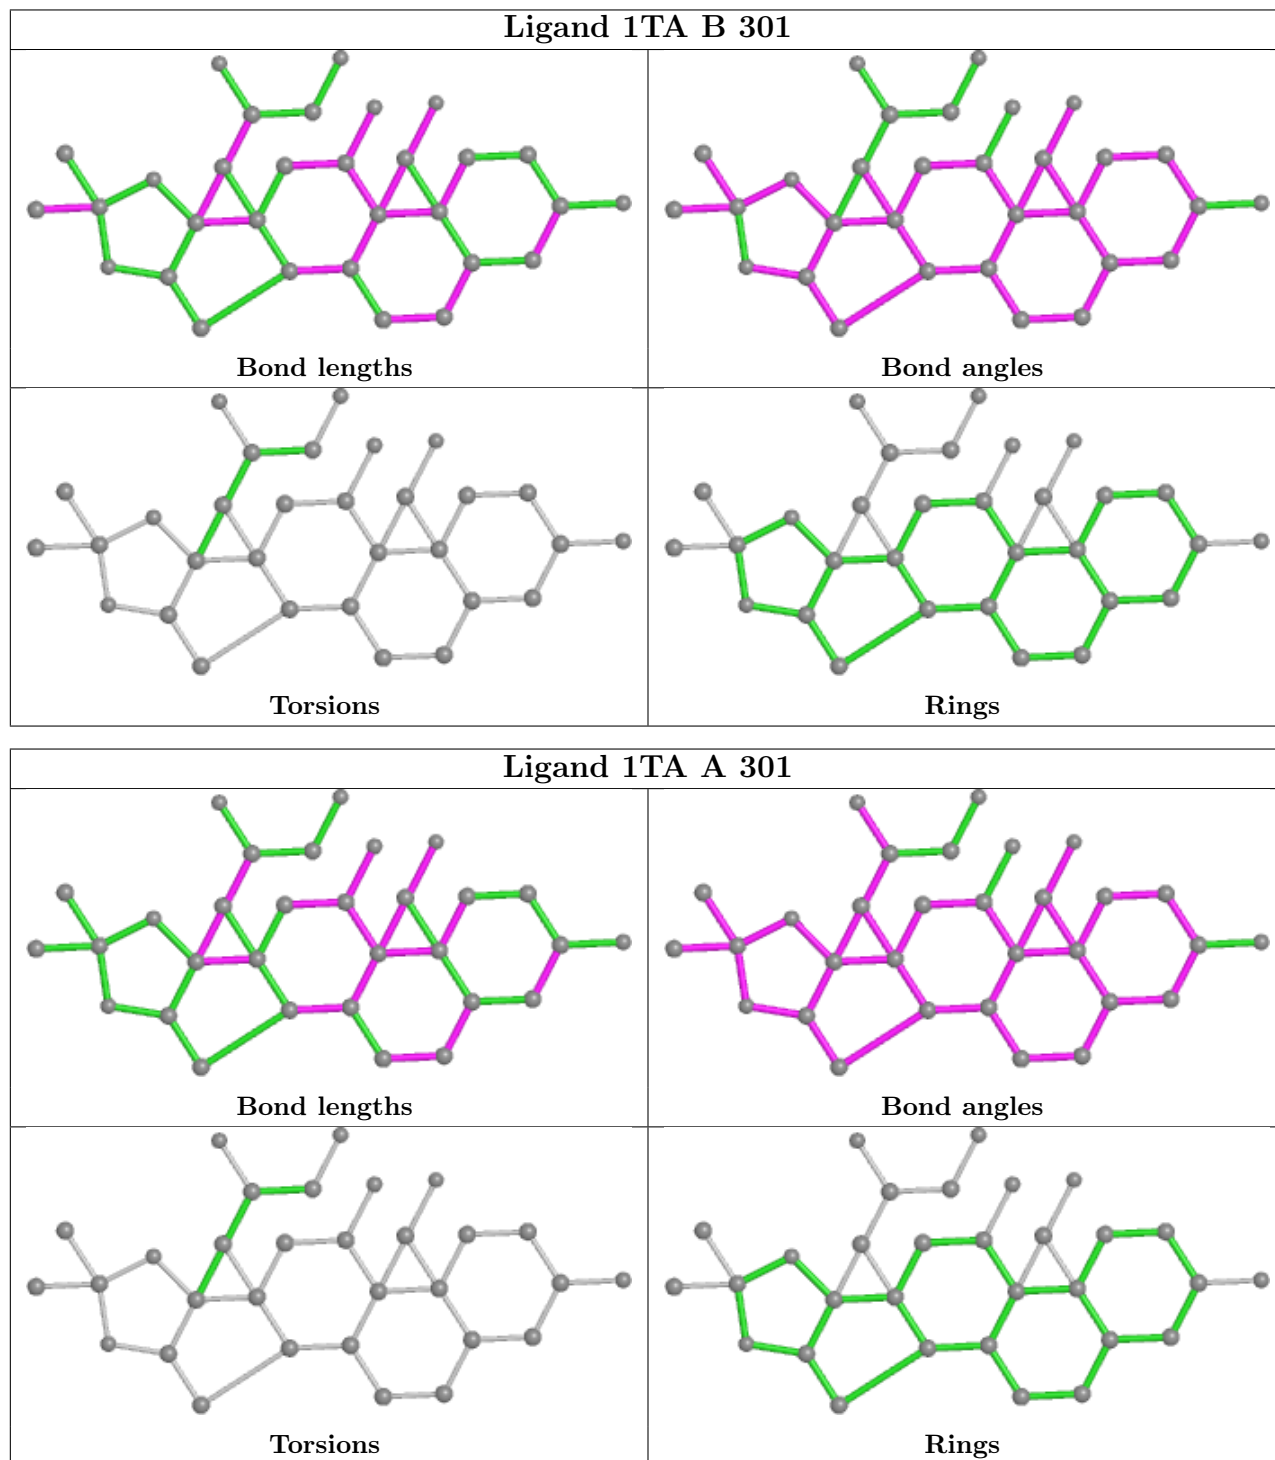 Ligand 1TA B 301
Bond lengths
Bond angles
Torsions
Rings
Ligand 1TA A 301
Bond lengths
Bond angles
Torsions
Rings